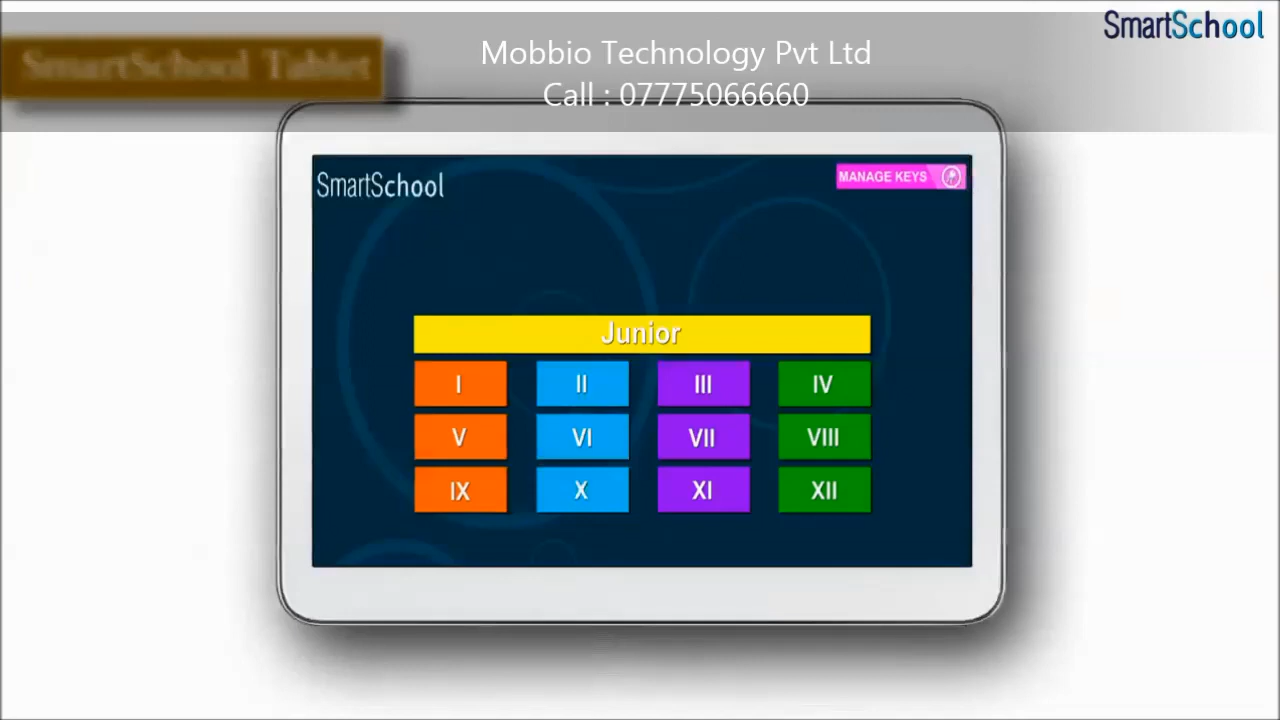 SmartSchool
SmartSchool Tablet
Mobbio Technology Pvt Ltd
Call : 07775066660
SmartSchool
MANAGE KEYS
Junior
I II III IV
V VI VII VIII
IX X XI XII